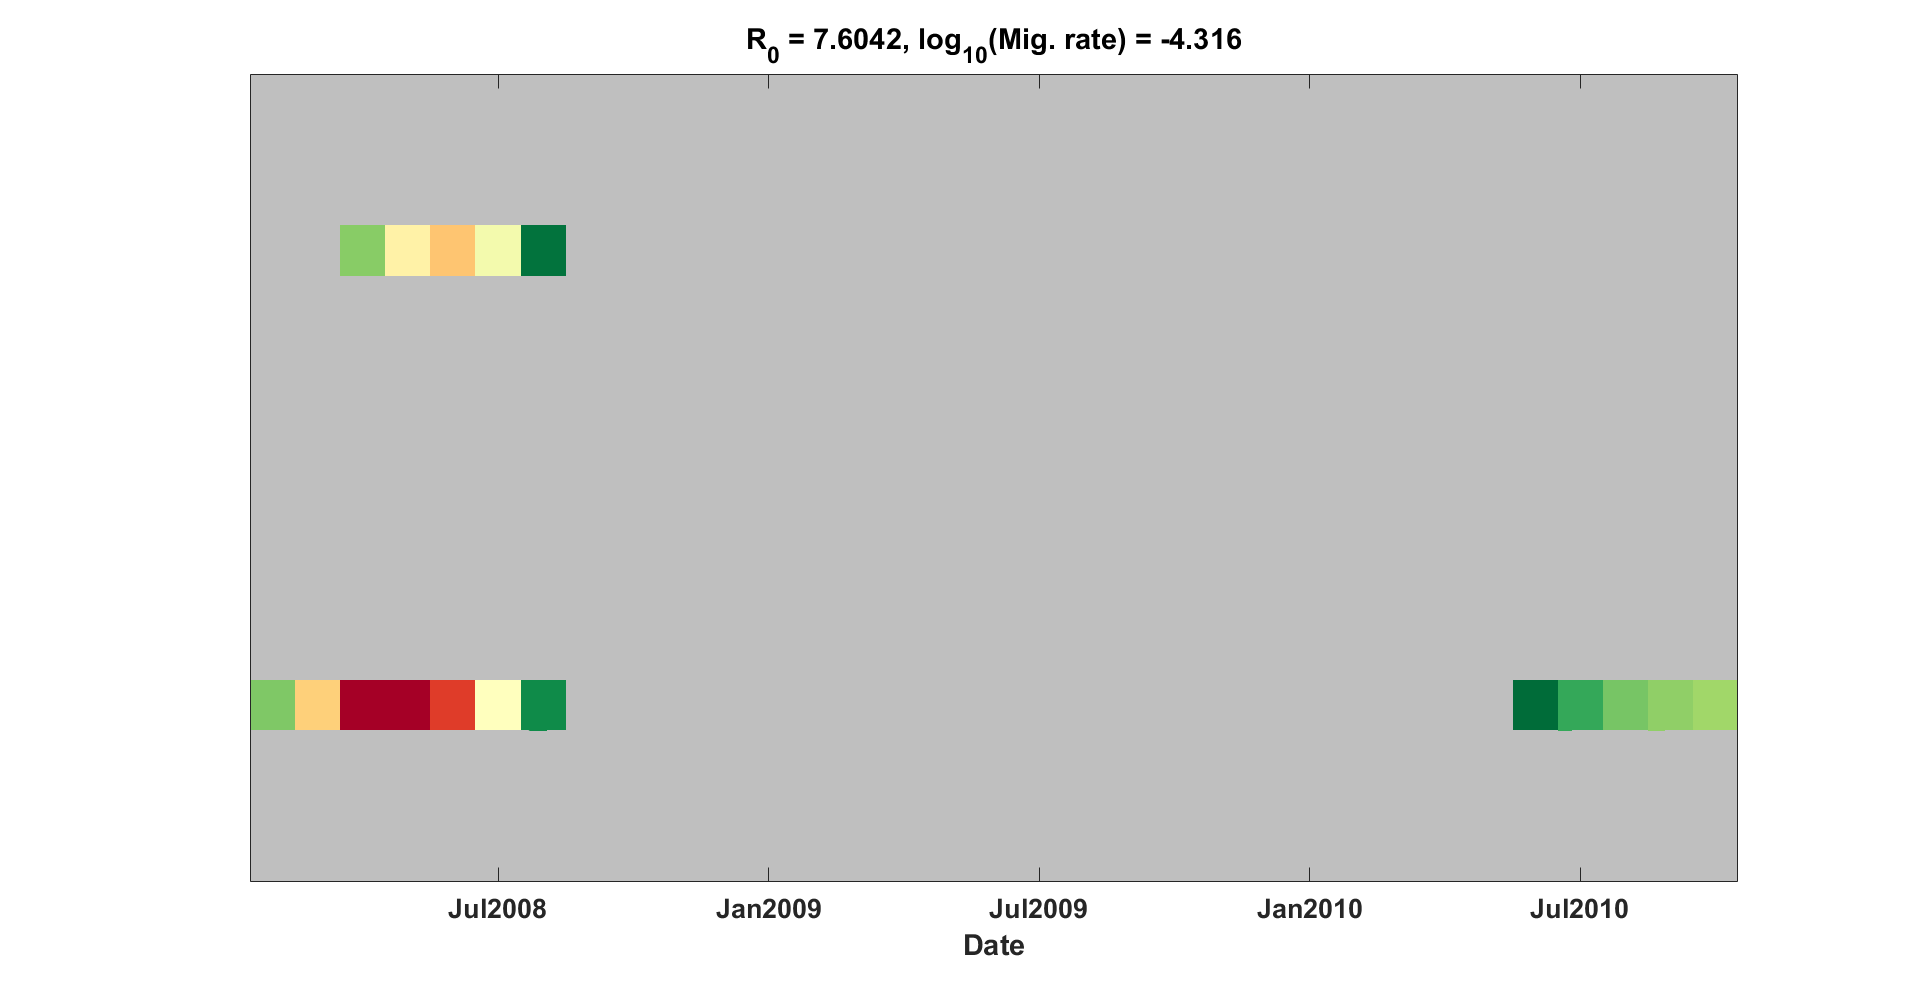 R₀ = 7.6042, log₁₀(Mig. rate) = -4.316
Jul2008 Jan2009 Jul2009 Jan2010 Jul2010
Date